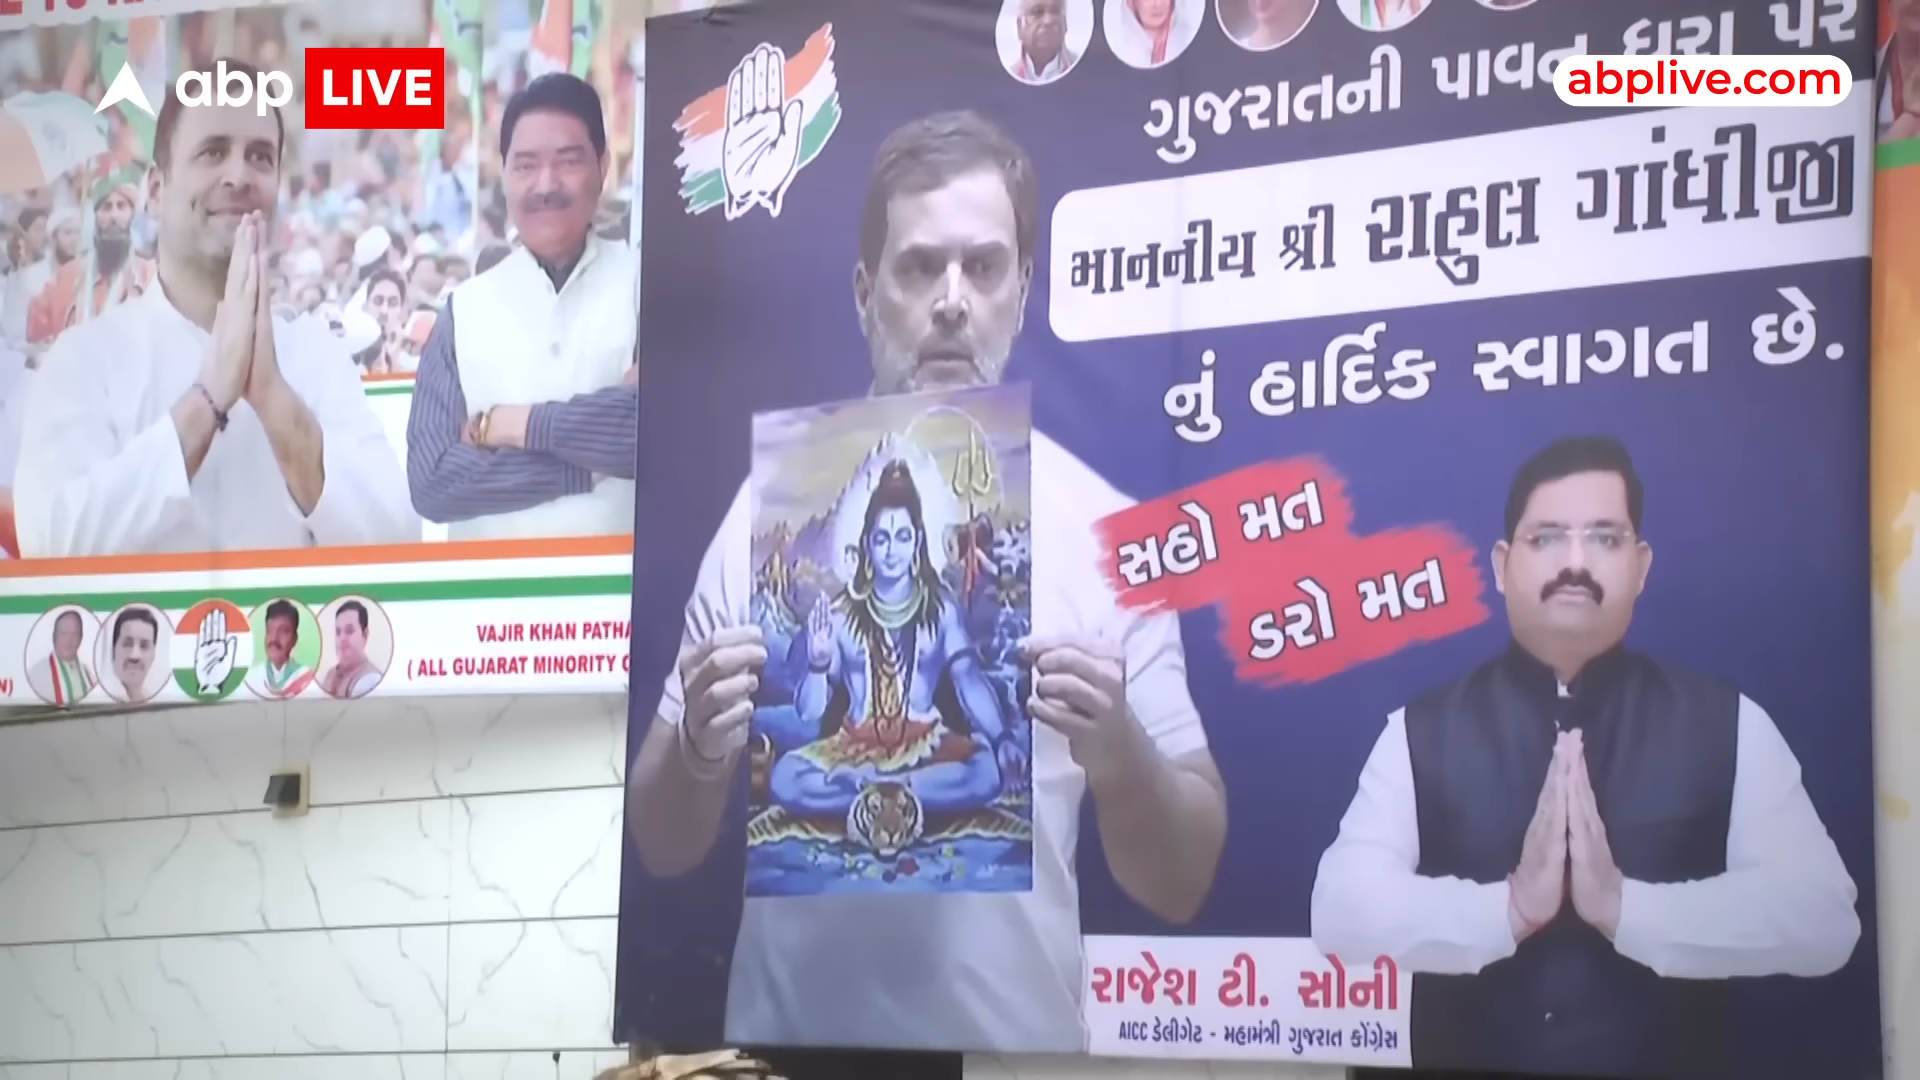 abp LIVE
abplive.com
ગુજરાતની પાવન ધરા પર
માનનીય શ્રી રાહુલ ગાંધીજી
નું હાર્દિક સ્વાગત છે.
સહો મત
ડરો મત
રાજેશ ટી. સોની
AICC ડેલીગેટ - મહામંત્રી ગુજરાત કોંગ્રેસ
VAJIR KHAN PATHA
( ALL GUJARAT MINORITY